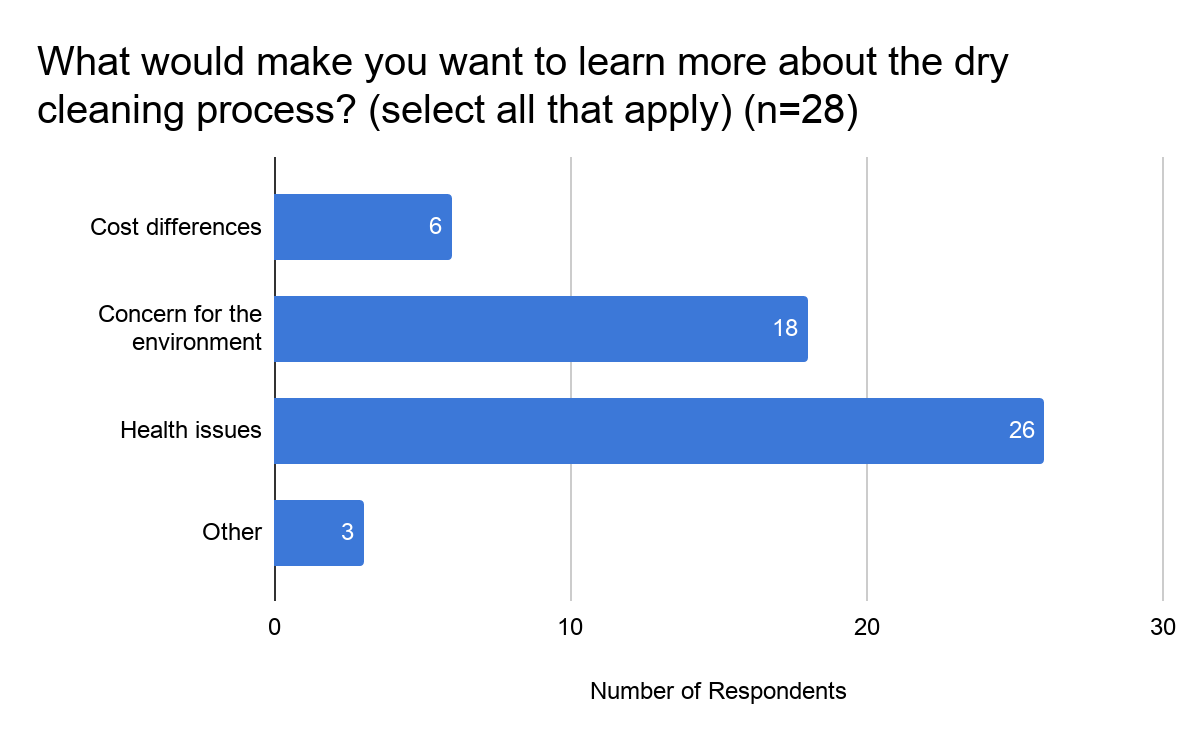 What would make you want to learn more about the dry
cleaning process? (select all that apply) (n=28)
Cost differences
6
Concern for the
environment
18
Health issues
26
Other
3
0 10 20 30
Number of Respondents